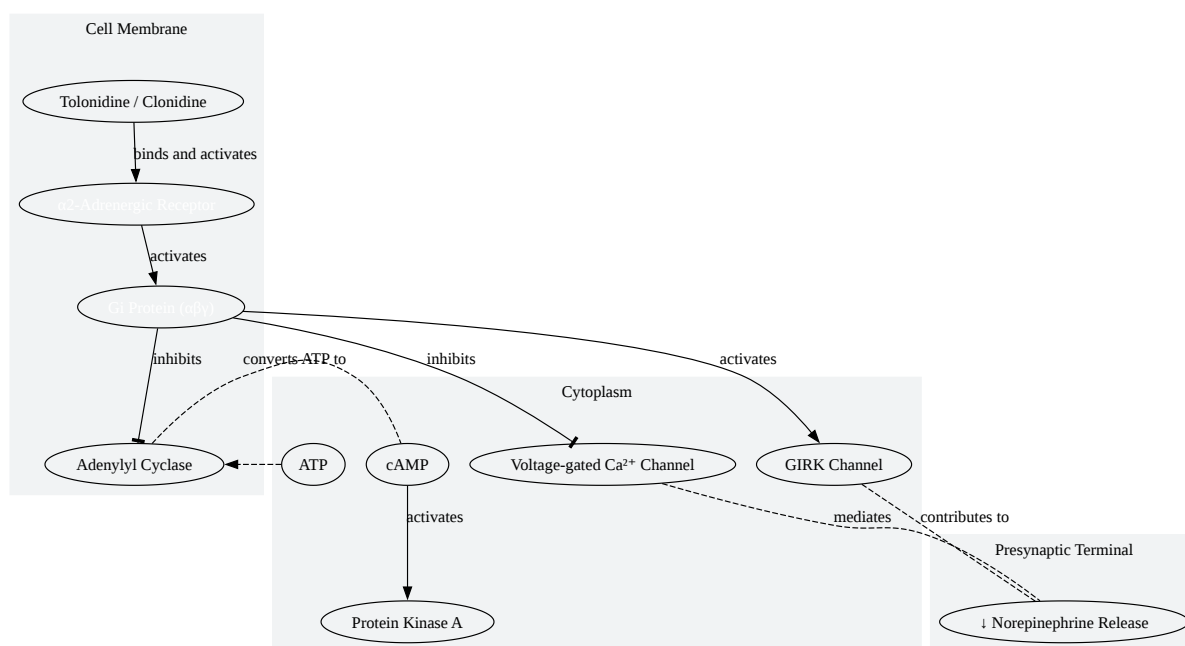 Cell Membrane
Tolonidine / Clonidine
binds and activates
α2-Adrenergic Receptor
activates
Gi Protein (αβγ)
inhibits
converts ATP to
inhibits
activates
Cytoplasm
Adenylyl Cyclase
ATP
cAMP
Voltage-gated Ca²⁺ Channel
GIRK Channel
activates
mediates
contributes to
Presynaptic Terminal
Protein Kinase A
↓ Norepinephrine Release